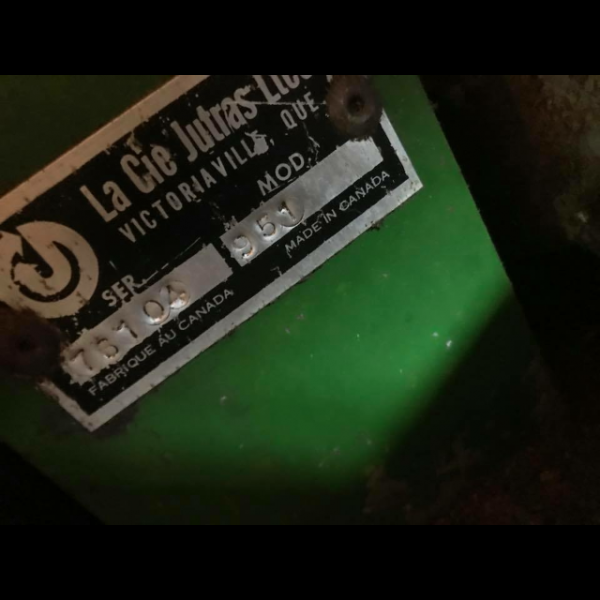 La Cie Jutras Ltée
VICTORIAVILLE, QUE
SER. MOD.
951
FABRIQUE AU CANADA MADE IN CANADA